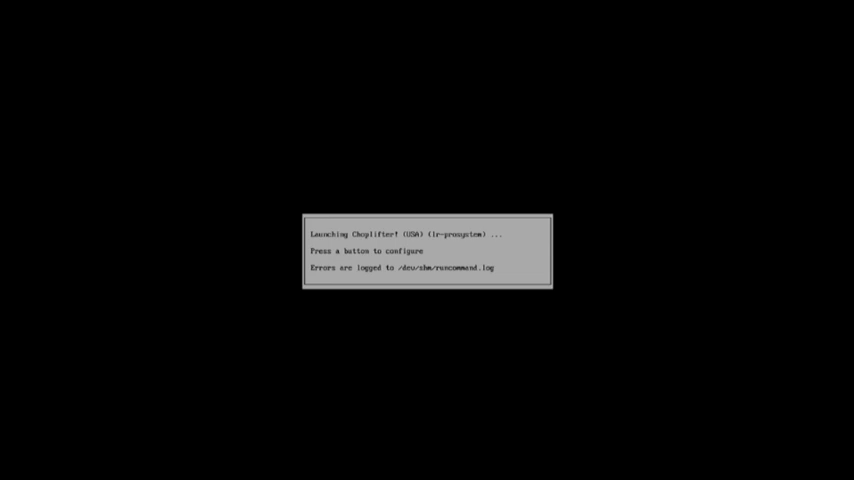 Launching Choplifter! (USA) (lr-prosystem) ...
Press a button to configure
Errors are logged to /dev/shm/runcommand.log